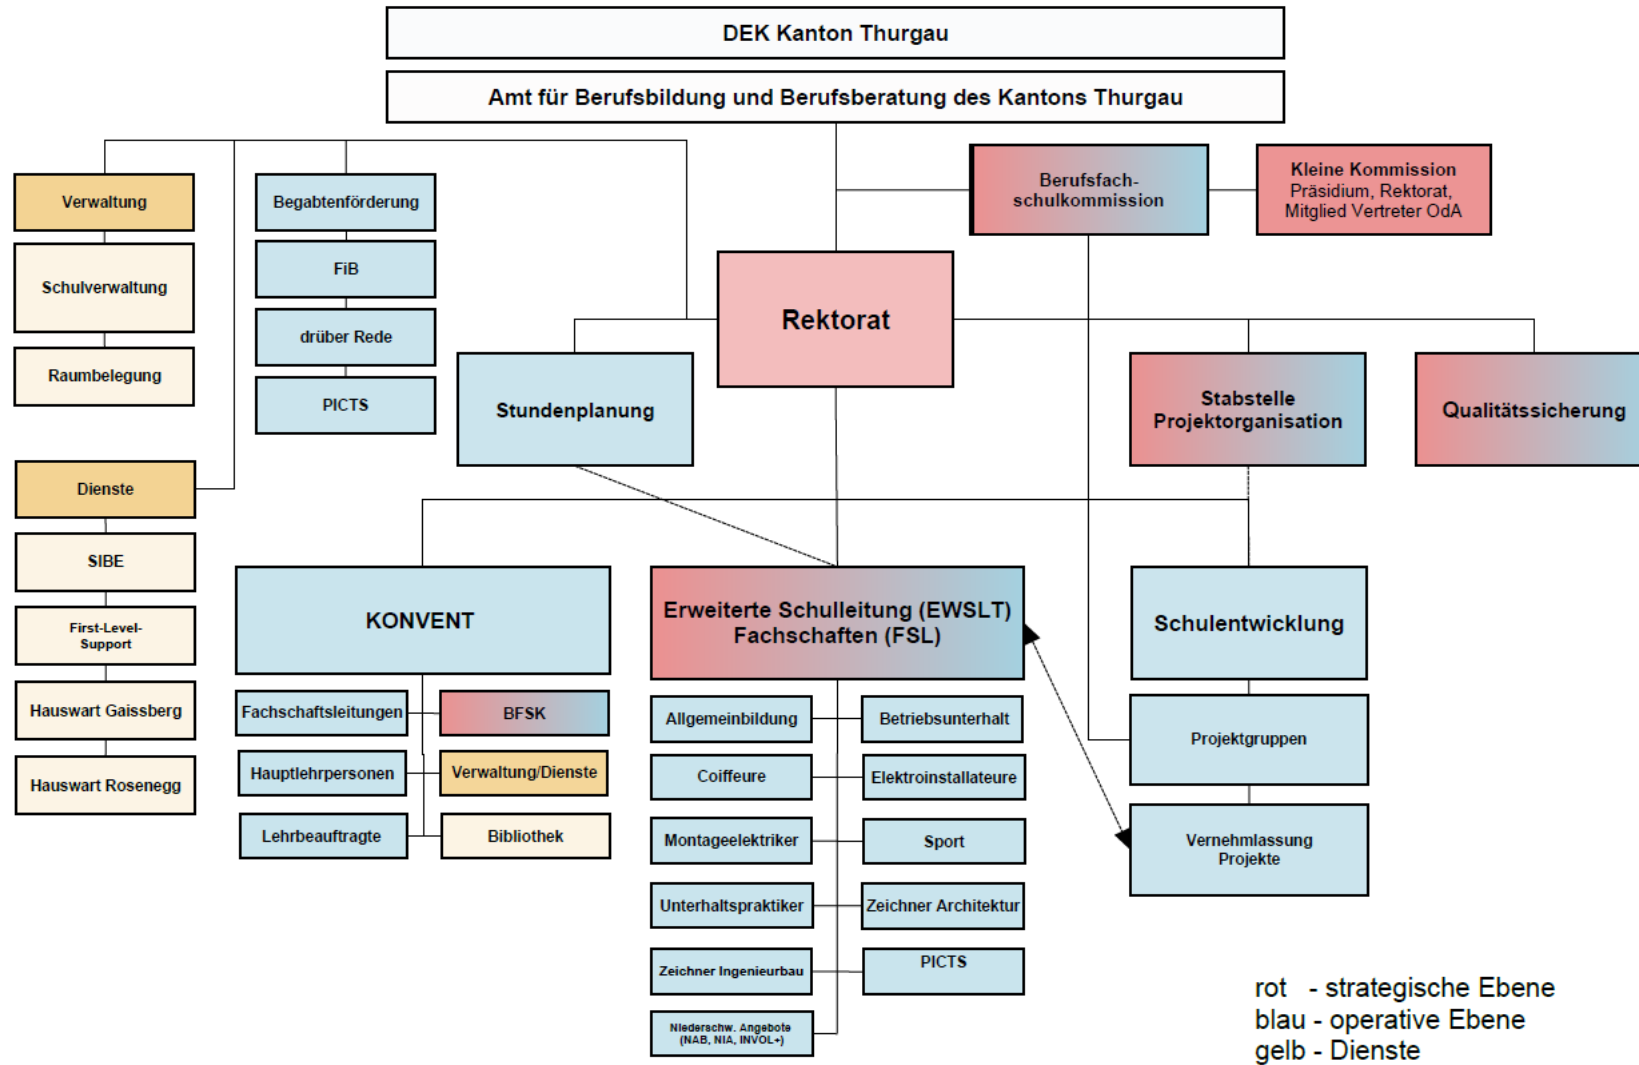 DEK Kanton Thurgau
Amt für Berufsbildung und Berufsberatung des Kantons Thurgau
Verwaltung
Schulverwaltung
Raumbelegung
Begabtenförderung
FiB
drüber Rede
PICTS
Berufsfach-
schulkommission
Kleine Kommission
Präsidium, Rektorat,
Mitglied Vertreter OdA
Rektorat
Stundenplanung
Stabstelle
Projektorganisation
Qualitätssicherung
Dienste
SIBE
First-Level-
Support
Hauswart Gaissberg
Hauswart Rosenegg
KONVENT
Fachschaftsleitungen
BFSK
Hauptlehrpersonen
Verwaltung/Dienste
Lehrbeauftragte
Bibliothek
Erweiterte Schulleitung (EWSLT)
Fachschaften (FSL)
Allgemeinbildung
Betriebsunterhalt
Coiffeure
Elektroinstallateure
Montageelektriker
Sport
Unterhaltspraktiker
Zeichner Architektur
Zeichner Ingenieurbau
PICTS
Niederschw. Angebote
(NAB, NIA, INVOL+)
Schulentwicklung
Projektgruppen
Vernehmlassung
Projekte
rot - strategische Ebene
blau - operative Ebene
gelb - Dienste